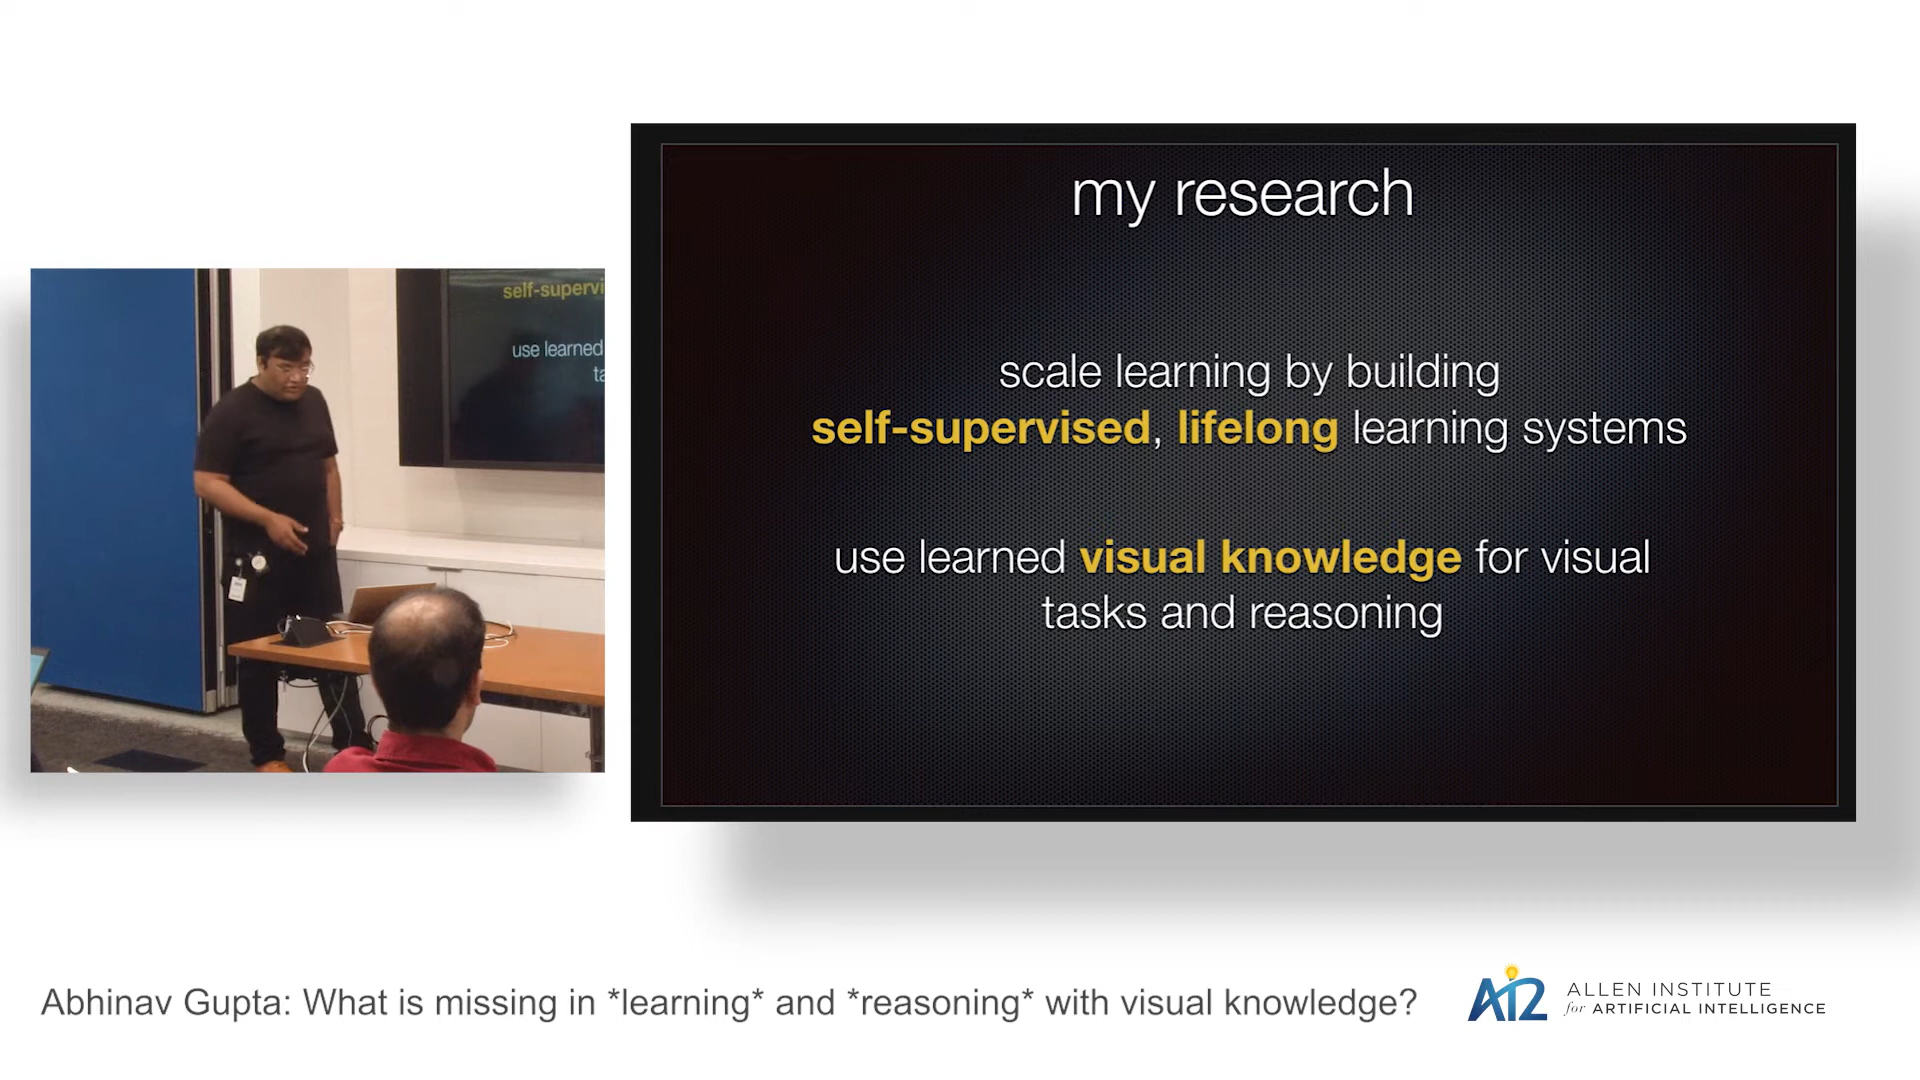 my research
scale learning by building
self-supervised, lifelong learning systems
use learned visual knowledge for visual
tasks and reasoning
self-supervi
use learned
ta
Abhinav Gupta: What is missing in *learning* and *reasoning* with visual knowledge?
AI2 ALLEN INSTITUTE
for ARTIFICIAL INTELLIGENCE